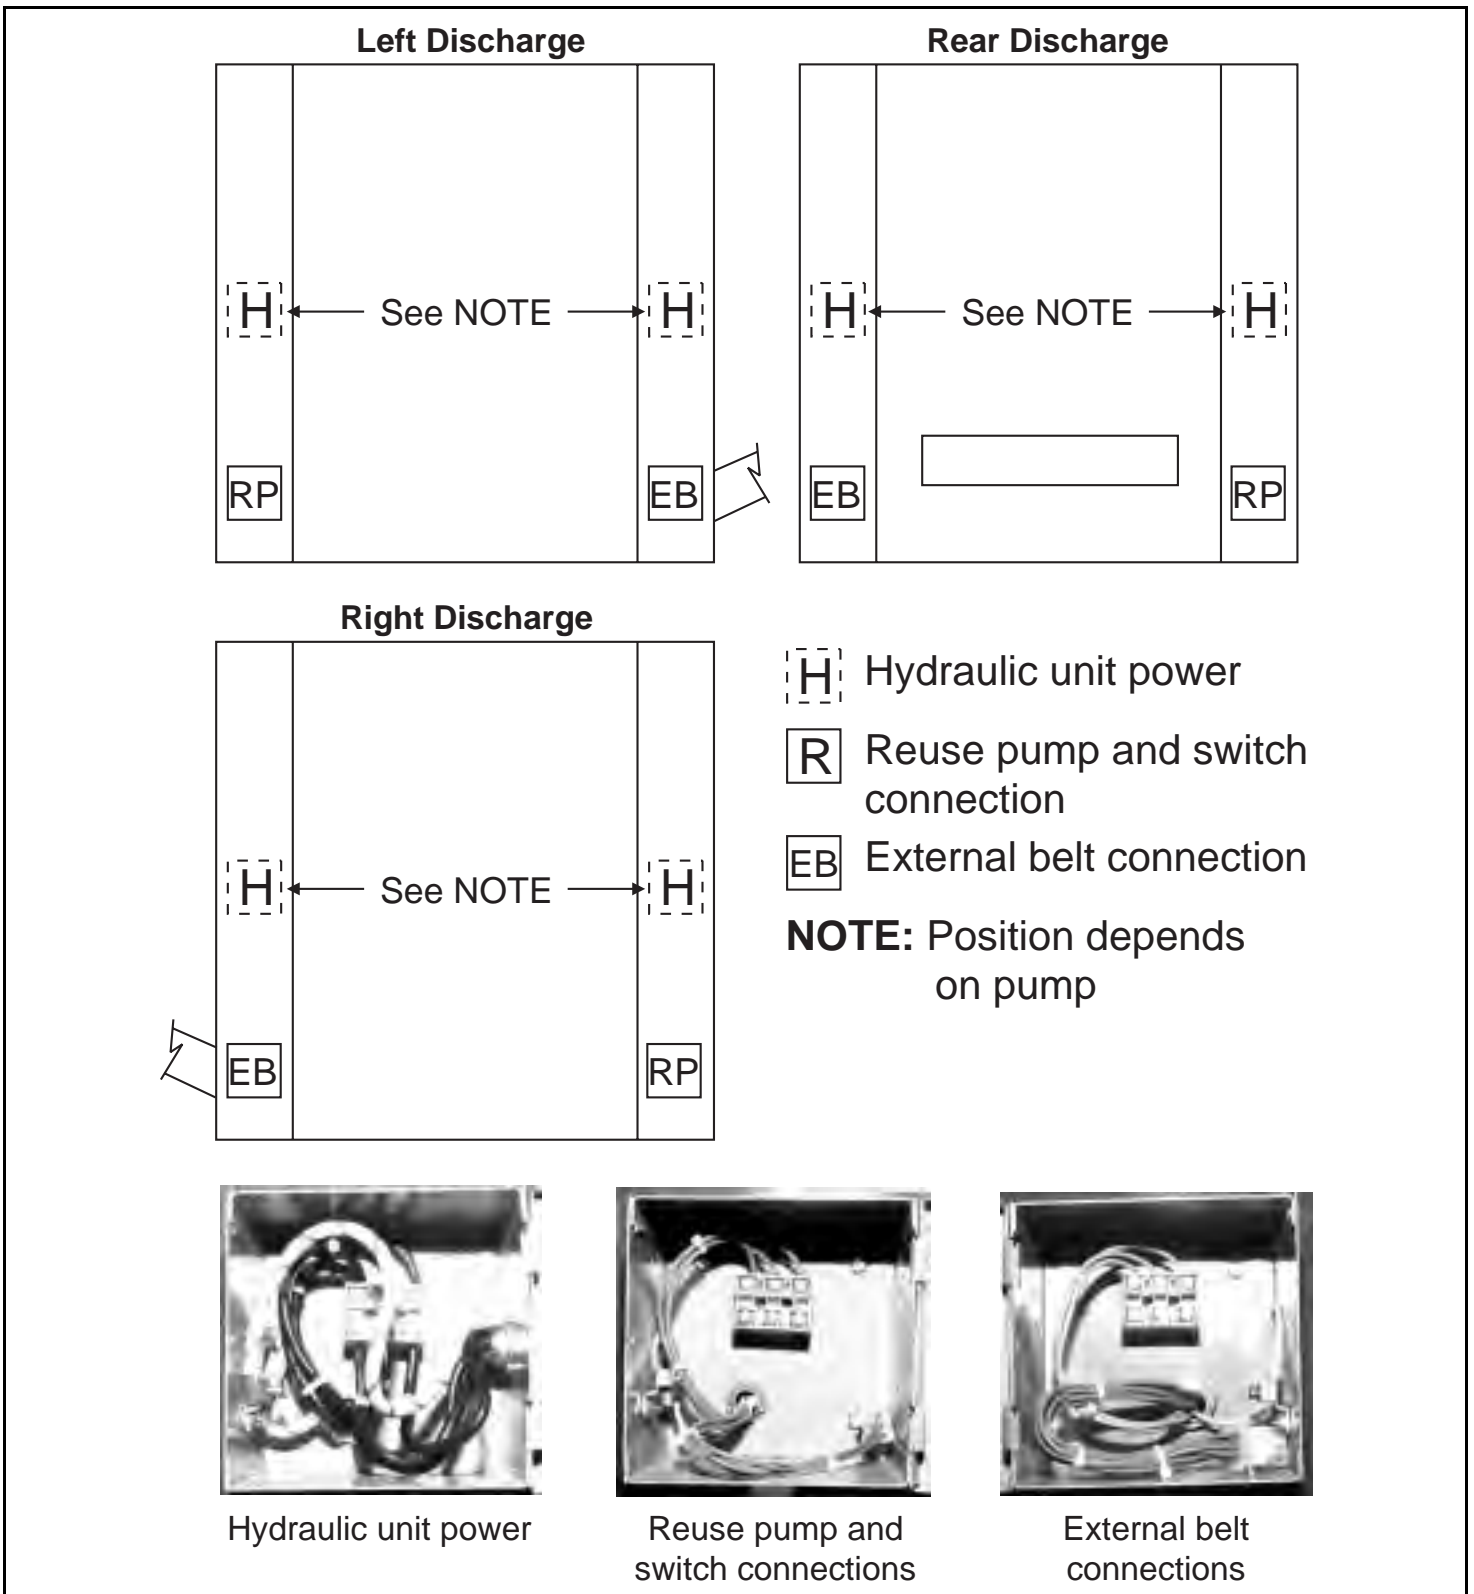 Left Discharge
Rear Discharge
H
See NOTE
H
H
See NOTE
H
RP
EB
EB
RP
Right Discharge
H
See NOTE
H
EB
RP
H Hydraulic unit power
R Reuse pump and switch
connection
EB External belt connection
NOTE: Position depends
on pump
Hydraulic unit power
Reuse pump and
switch connections
External belt
connections